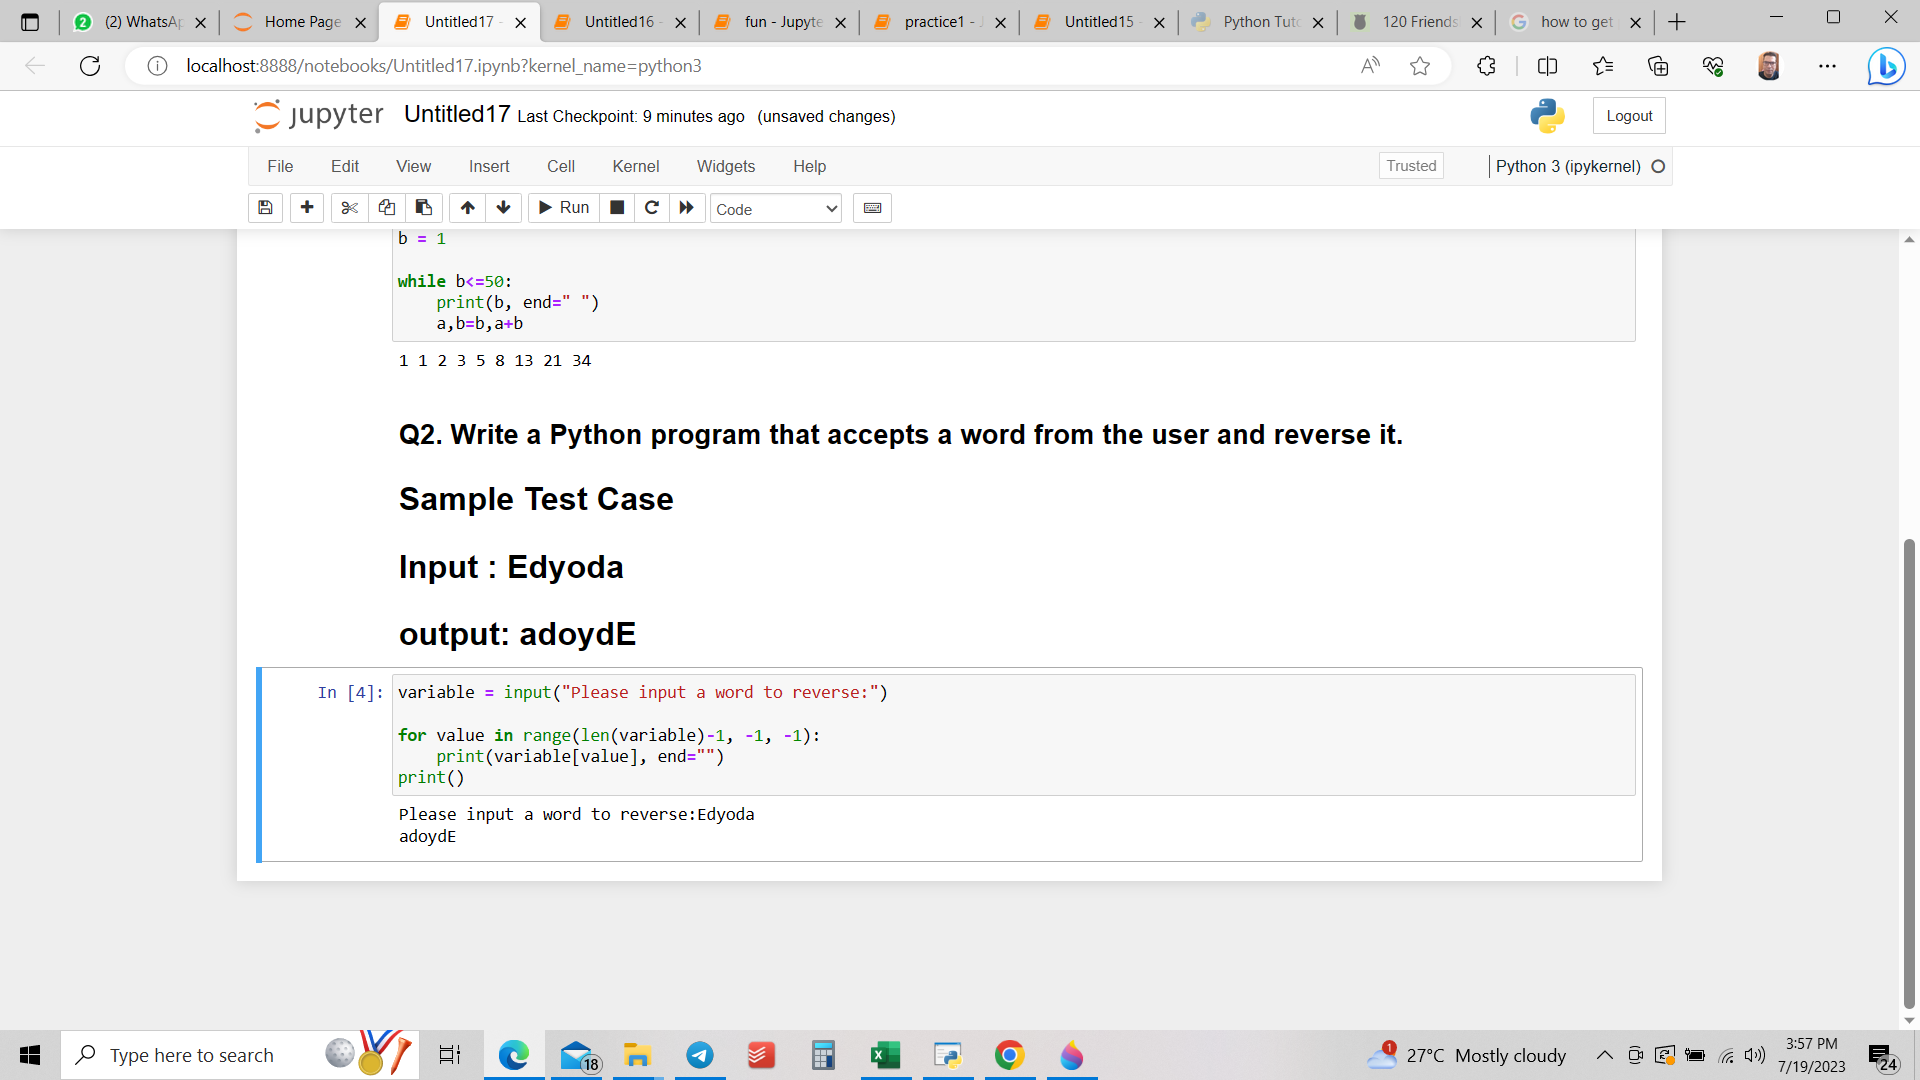 (2) WhatsAp
Home Page
Untitled17 -
Untitled16 -
fun - Jupyte
practice1 - J
Untitled15 -
Python Tuto
120 Friends
how to get
localhost:8888/notebooks/Untitled17.ipynb?kernel_name=python3
jupyter Untitled17 Last Checkpoint: 9 minutes ago (unsaved changes)
Logout
File Edit View Insert Cell Kernel Widgets Help
Trusted
Python 3 (ipykernel)
Run
Code
b = 1
while b<=50:
print(b, end=" ")
a,b=b,a+b
1 1 2 3 5 8 13 21 34
Q2. Write a Python program that accepts a word from the user and reverse it.
Sample Test Case
Input : Edyoda
output: adoydE
In [4]: variable = input("Please input a word to reverse:")
for value in range(len(variable)-1, -1, -1):
print(variable[value], end="")
print()
Please input a word to reverse:Edyoda
adoydE
Type here to search
18
1
27°C Mostly cloudy
3:57 PM
7/19/2023
24